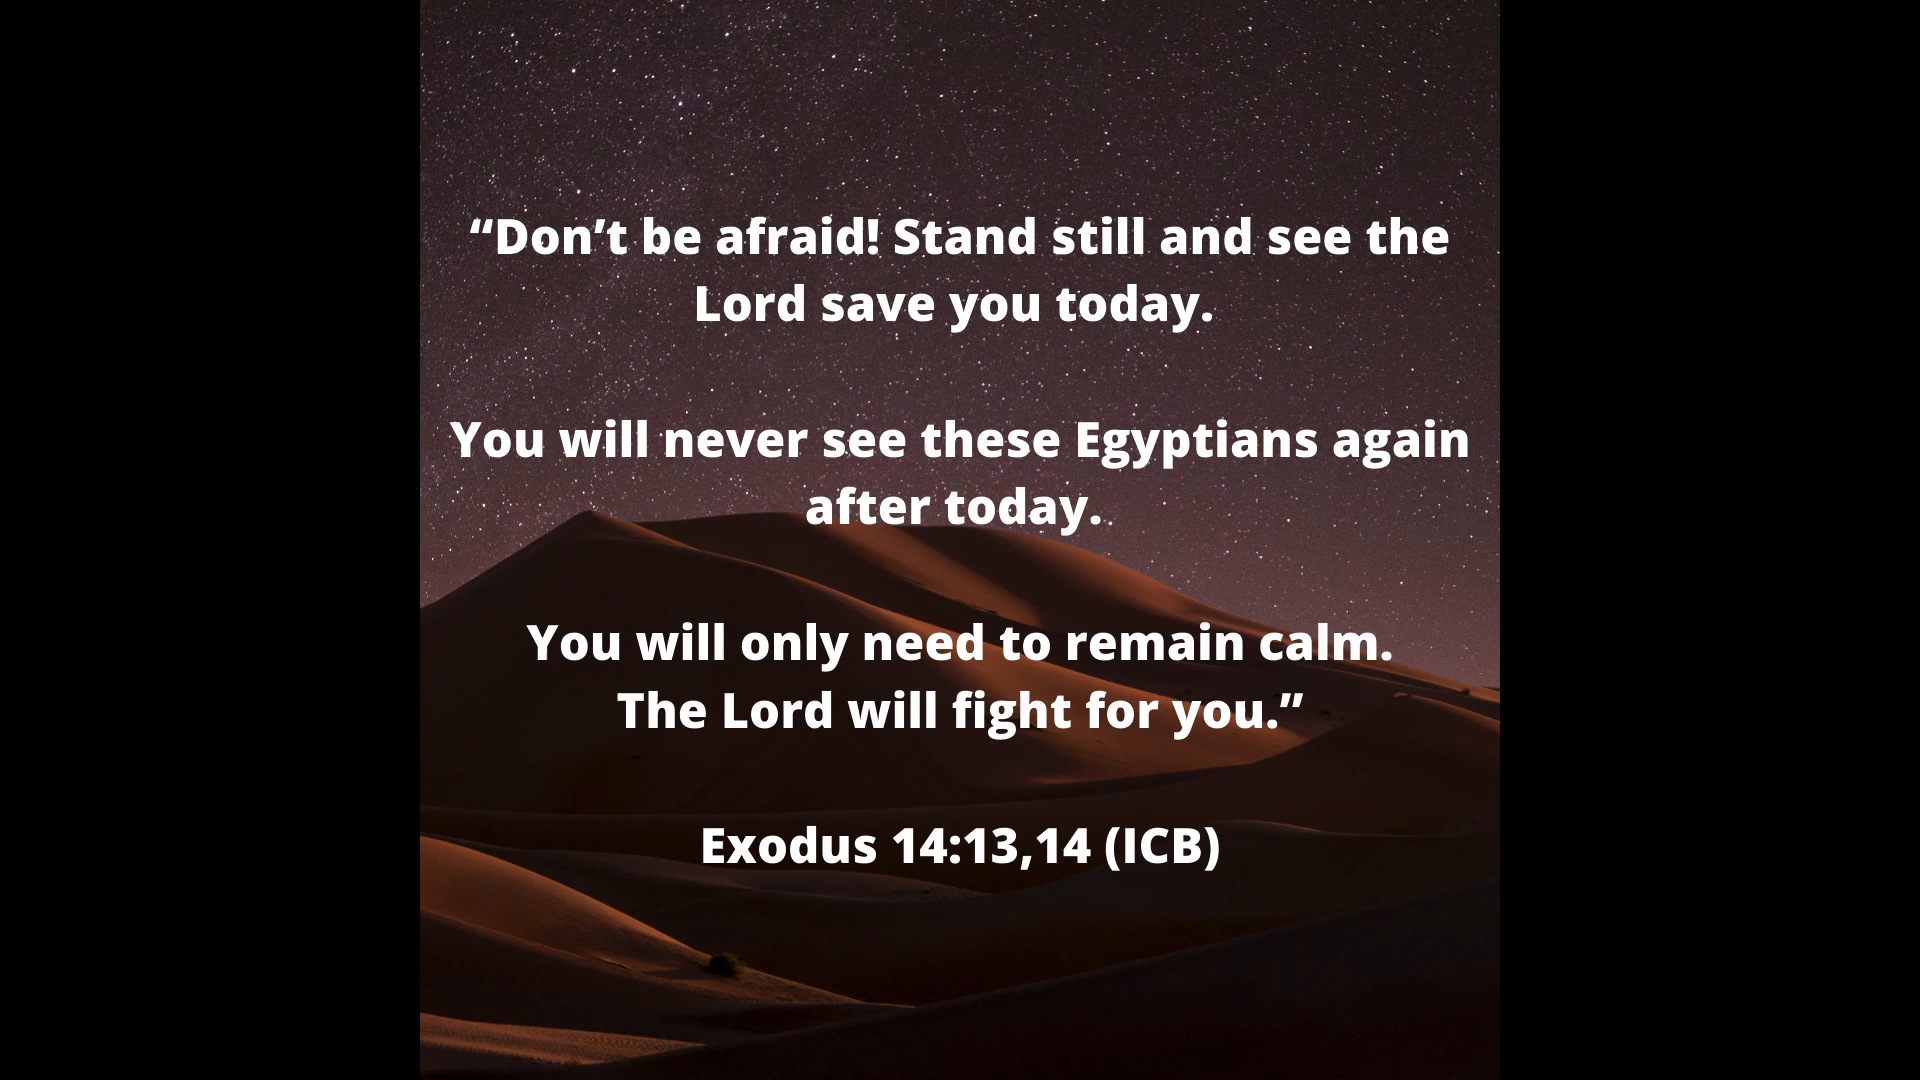 “Don’t be afraid! Stand still and see the
Lord save you today.
You will never see these Egyptians again
after today.
You will only need to remain calm.
The Lord will fight for you.”
Exodus 14:13,14 (ICB)